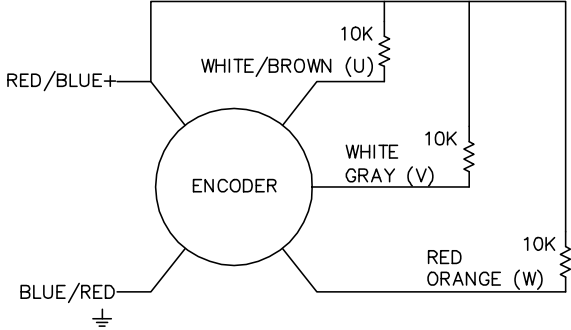 10K
WHITE/BROWN (U)
RED/BLUE+
10K
WHITE
GRAY (V)
ENCODER
10K
RED
ORANGE (W)
BLUE/RED-